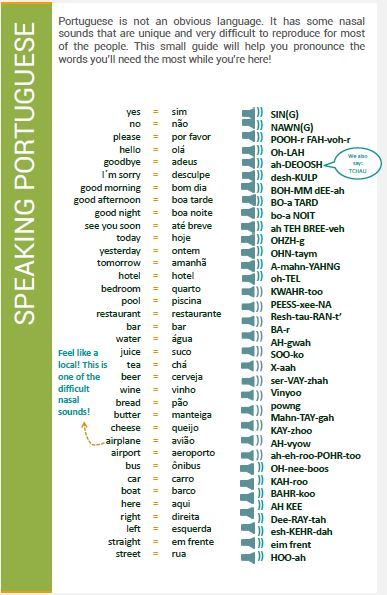 SPEAKING PORTUGUESE
Portuguese is not an obvious language. It has some nasal
sounds that are unique and very difficult to reproduce for most
of the people. This small guide will help you pronounce the
words you'll need the most while you're here!
yes = sim SIN(G)
no = não NAWN(G)
please = por favor POOH-r FAH-voh-r
hello = olá Oh-LAH
goodbye = adeus ah-DEOOSH
We also
say:
TCHAU
I´m sorry = desculpe desh-KULP
good morning = bom dia BOH-MM dEE-ah
good afternoon = boa tarde BO-a TARD
good night = boa noite bo-a NOIT
see you soon = até breve ah TEH BREE-veh
today = hoje OHZH-g
yesterday = ontem OHN-taym
tomorrow = amanhã A-mahn-YAHNG
hotel = hotel oh-TEL
bedroom = quarto KWAHR-too
pool = piscina PEESS-xee-NA
restaurant = restaurante Resh-tau-RAN-t'
bar = bar BA-r
water = água AH-gwah
juice = suco SOO-ko
tea = chá X-aah
beer = cerveja ser-VAY-zhah
wine = vinho Vinyoo
bread = pão powng
butter = manteiga Mahn-TAY-gah
cheese = queijo KAY-zhoo
airplane = avião AH-vyow
airport = aeroporto ah-eh-roo-POHR-too
bus = ônibus OH-nee-boos
car = carro KAH-roo
boat = barco BAHR-koo
here = aqui AH KEE
right = direita Dee-RAY-tah
left = esquerda esh-KEHR-dah
straight = em frente eim frent
street = rua HOO-ah
Feel like a
local! This is
one of the
difficult
nasal
sounds!